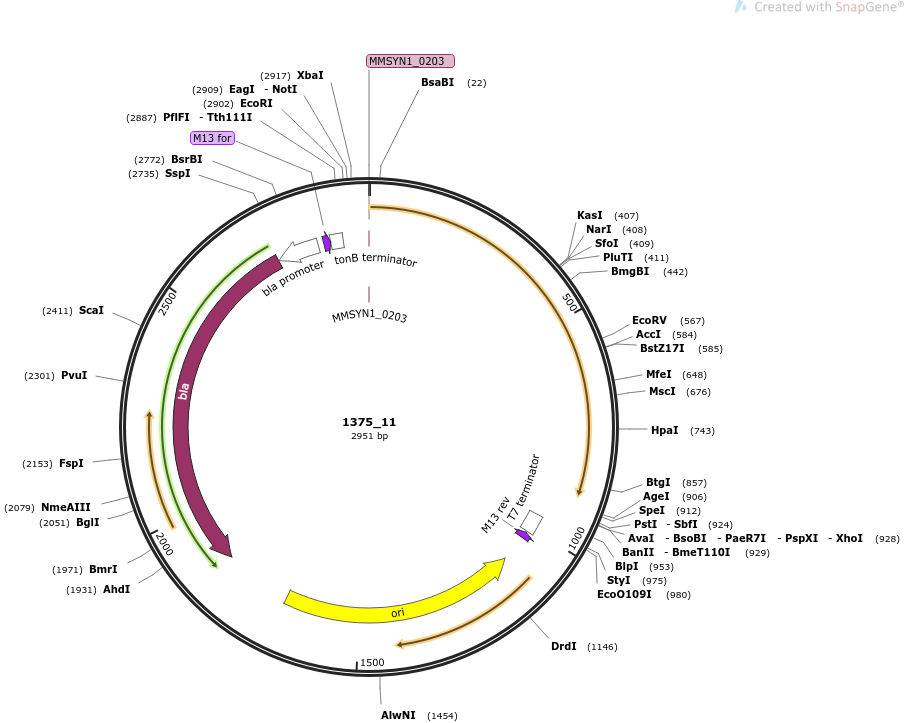 Created with SnapGene®
MMSYN1_0203
BsaBI (22)
(2917) XbaI
(2909) EagI - NotI
(2902) EcoRI
(2887) PflFI - Tth111I
M13 for
(2772) BsrBI
(2735) SspI
KasI (407)
NarI (408)
SfoI (409)
PluTI (411)
BmgBI (442)
bla promoter
tonB terminator
MMSYN1_0203
500
2500
(2411) ScaI
EcoRV (567)
AccI (584)
BstZ17I (585)
(2301) PvuI
MfeI (648)
MscI (676)
bla
1375_11
2951 bp
HpaI (743)
(2153) FspI
(2079) NmeAIII
(2051) BglI
BtgI (857)
AgeI (906)
SpeI (912)
PstI - SbfI (924)
AvaI - BsoBI - PaeR7I - PspXI - XhoI (928)
BanII - BmeT110I (929)
BlpI (953)
StyI (975)
EcoO109I (980)
M13 rev
T7 terminator
1000
2000
(1971) BmrI
(1931) AhdI
ori
DrdI (1146)
1500
AlwNI (1454)